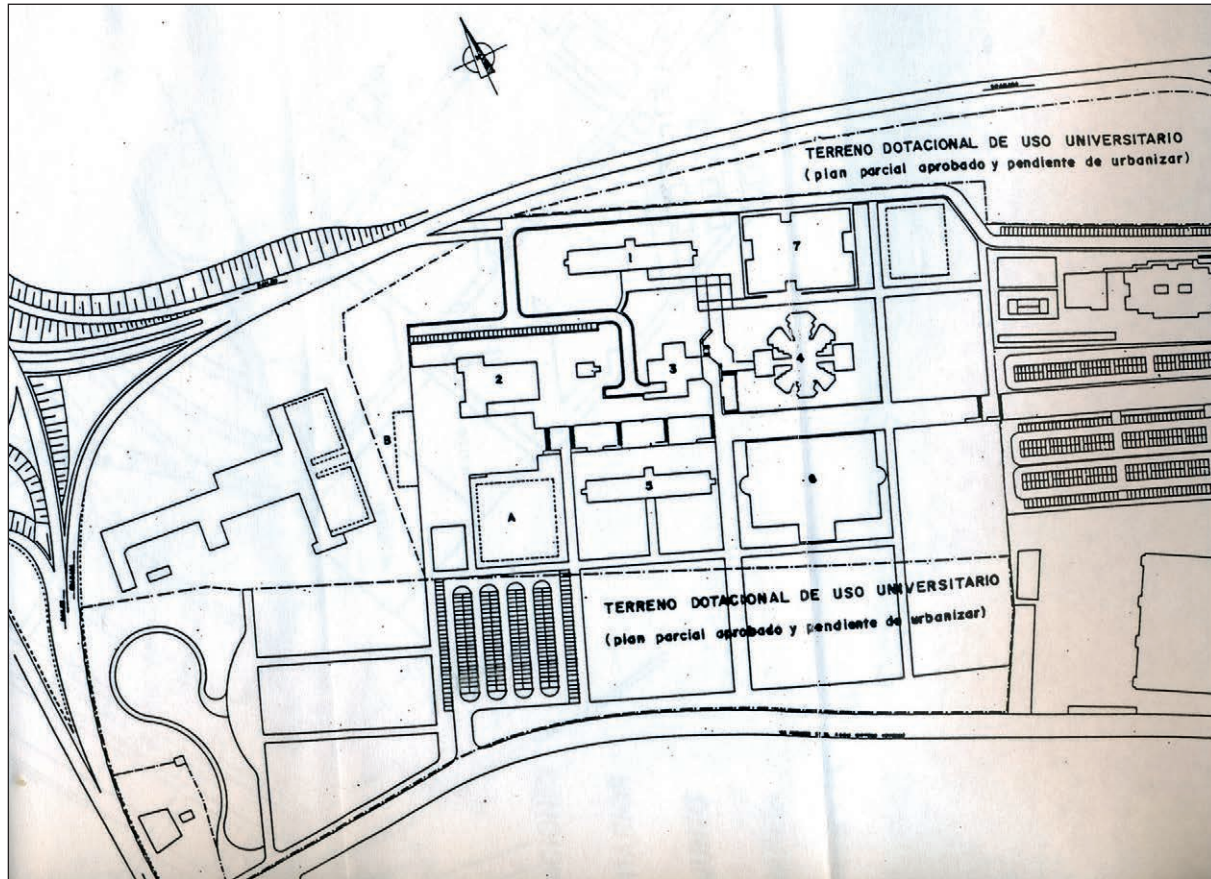 TERRENO DOTACIONAL DE USO UNIVERSITARIO
(plan parcial aprobado y pendiente de urbanizar)
1
7
2
3
4
B
A
5
6
TERRENO DOTACIONAL DE USO UNIVERSITARIO
(plan parcial aprobado y pendiente de urbanizar)